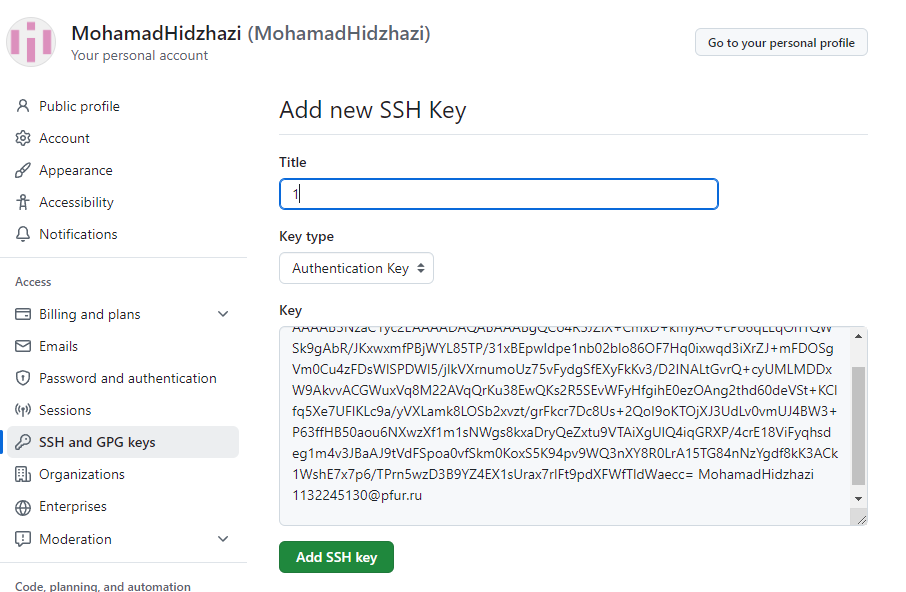 MohamadHidzhazi (MohamadHidzhazi)
Your personal account
Go to your personal profile
Public profile
Account
Appearance
Accessibility
Notifications
Access
Billing and plans
Emails
Password and authentication
Sessions
SSH and GPG keys
Organizations
Enterprises
Moderation
Code, planning, and automation
Add new SSH Key
Title
1
Key type
Authentication Key
Key
Sk9gAbR/JKxwxmfPBjWYL85TP/31xBEpwIdpe1nb02bIo86OF7Hq0ixwqd3iXrZJ+mFDOSg
Vm0Cu4zFDsWISPDWI5/jIkVXrnumoUz75vFydgSfEXyFkKv3/D2INALtGvrQ+cyUMLMDDx
W9AkvvACGWuxVq8M22AVqQrKu38EwQKs2R5SEvWFyHfgihE0ezOAng2thd60deVSt+KCl
fq5Xe7UFIKLc9a/yVXLamk8LOSb2xvzt/grFkcr7Dc8Us+2QoI9oKTOjXJ3UdLv0vmUJ4BW3+
P63ffHB50aou6NXwzXf1m1sNWgs8kxaDryQeZxtu9VTAiXgUIQ4iqGRXP/4crE18ViFyqhsd
eg1m4v3JBaAJ9tVdFSpoa0vfSkm0KoxS5K94pv9WQ3nXY8R0LrA15TG84nNzYgdf8kK3ACk
1WshE7x7p6/TPrn5wzD3B9YZ4EX1sUrax7rIFt9pdXFWfTIdWaecc= MohamadHidzhazi
1132245130@pfur.ru
Add SSH key